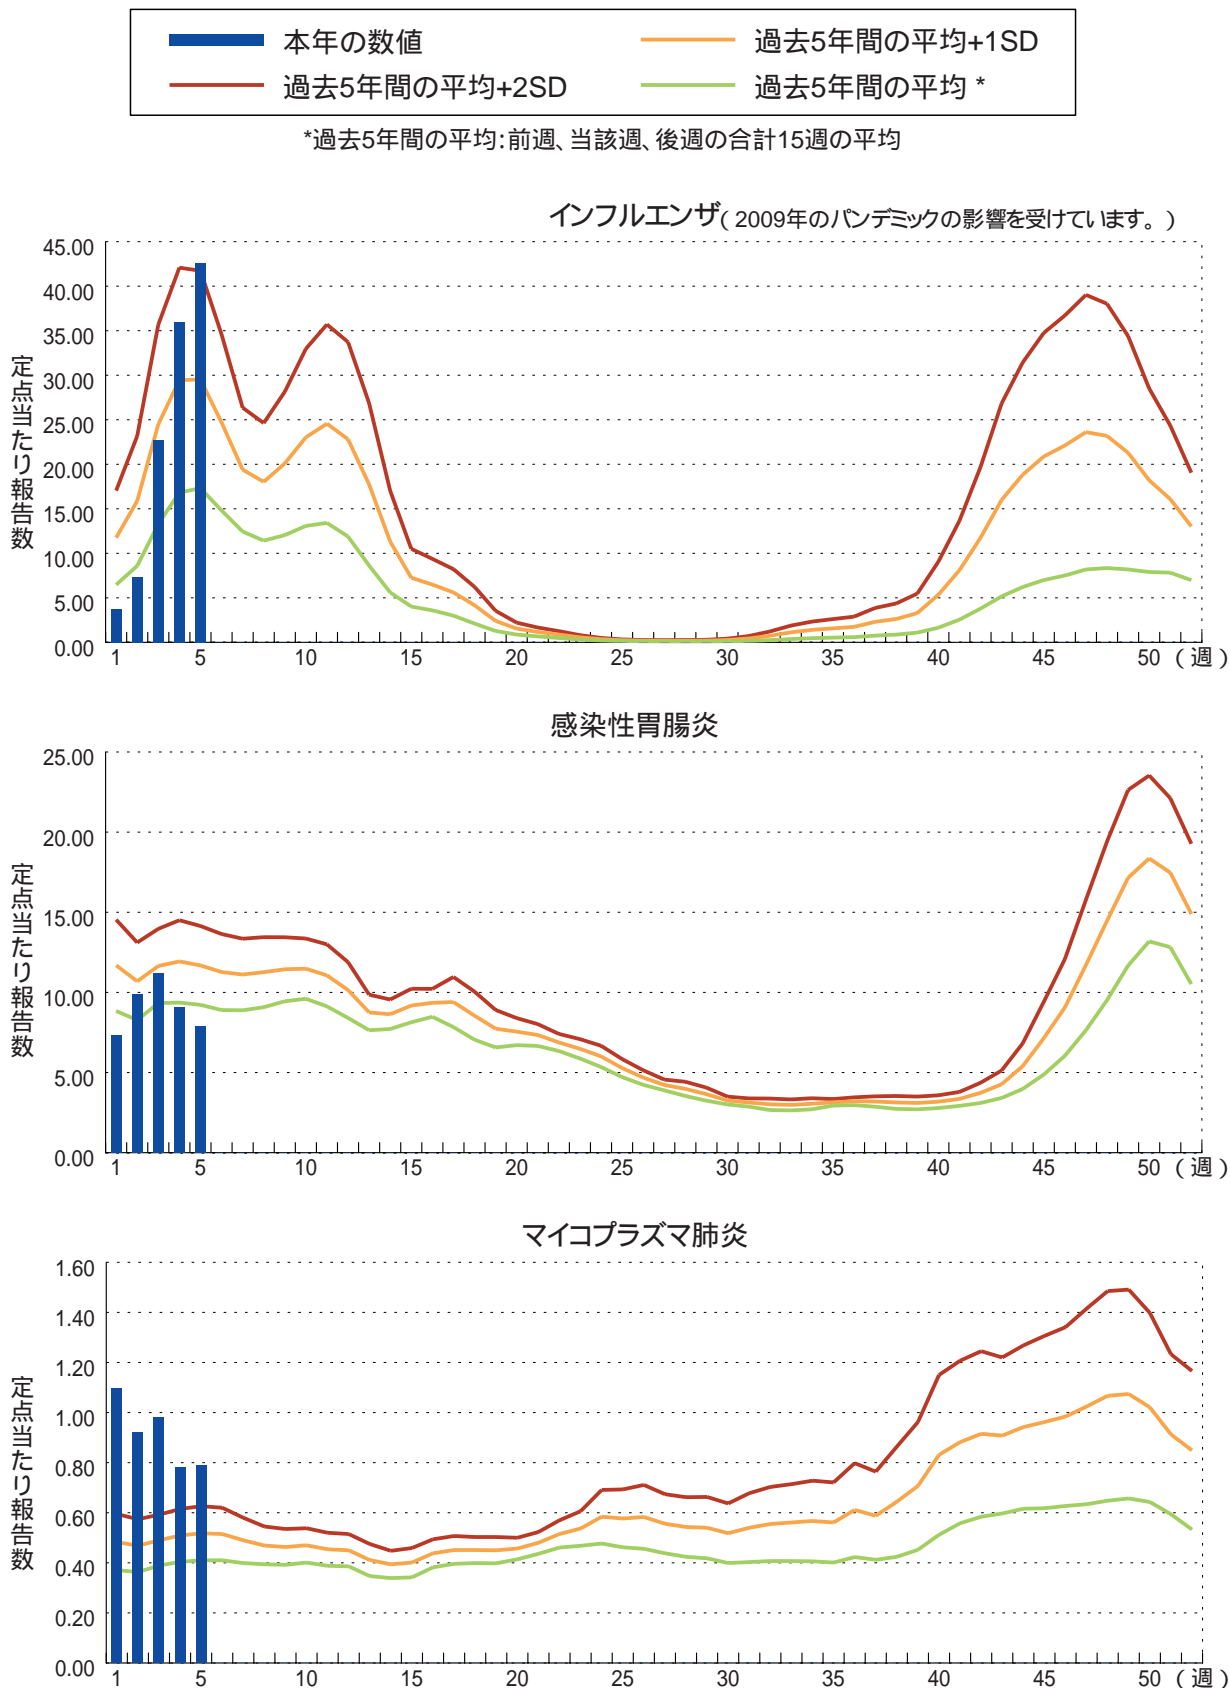 本年の数値
過去5年間の平均+1SD
過去5年間の平均+2SD
過去5年間の平均 *
*過去5年間の平均:前週、当該週、後週の合計15週の平均
インフルエンザ( 2009年のパンデミックの影響を受けています。 )
定点当たり報告数
45.00
40.00
35.00
30.00
25.00
20.00
15.00
10.00
5.00
0.00
1 5 10 15 20 25 30 35 40 45 50 ( 週 )
感染性胃腸炎
定点当たり報告数
25.00
20.00
15.00
10.00
5.00
0.00
1 5 10 15 20 25 30 35 40 45 50 ( 週 )
マイコプラズマ肺炎
定点当たり報告数
1.60
1.40
1.20
1.00
0.80
0.60
0.40
0.20
0.00
1 5 10 15 20 25 30 35 40 45 50 ( 週 )